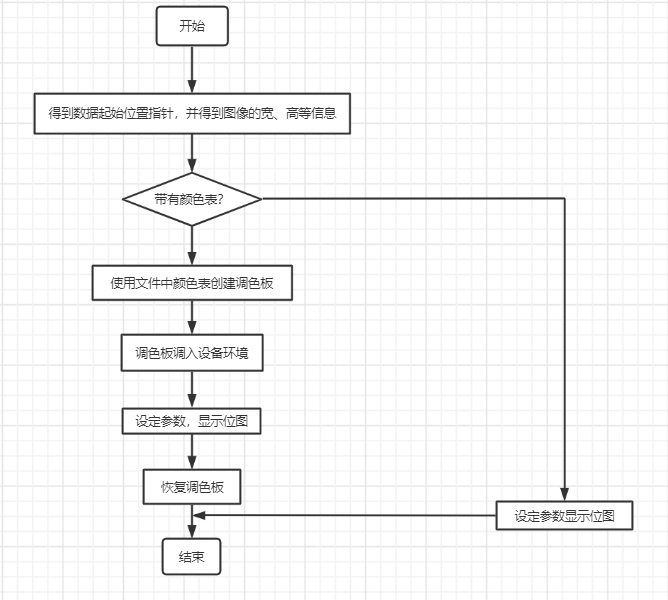 开始
得到数据起始位置指针，并得到图像的宽、高等信息
带有颜色表?
使用文件中颜色表创建调色板
调色板调入设备环境
设定参数，显示位图
恢复调色板
设定参数显示位图
结束